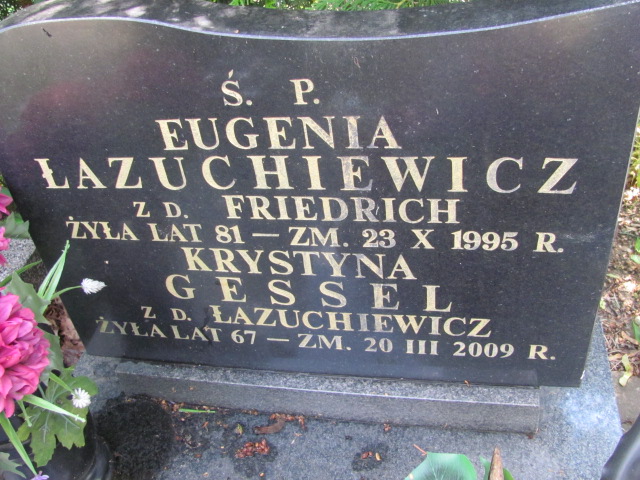 Ś. P.
EUGENIA
ŁAZUCHIEWICZ
Z D. FRIEDRICH
ŻYŁA LAT 81 — ZM. 23 X 1995 R.
KRYSTYNA
GESSEL
Z D. ŁAZUCHIEWICZ
ŻYŁA LAT 67 — ZM. 20 III 2009 R.